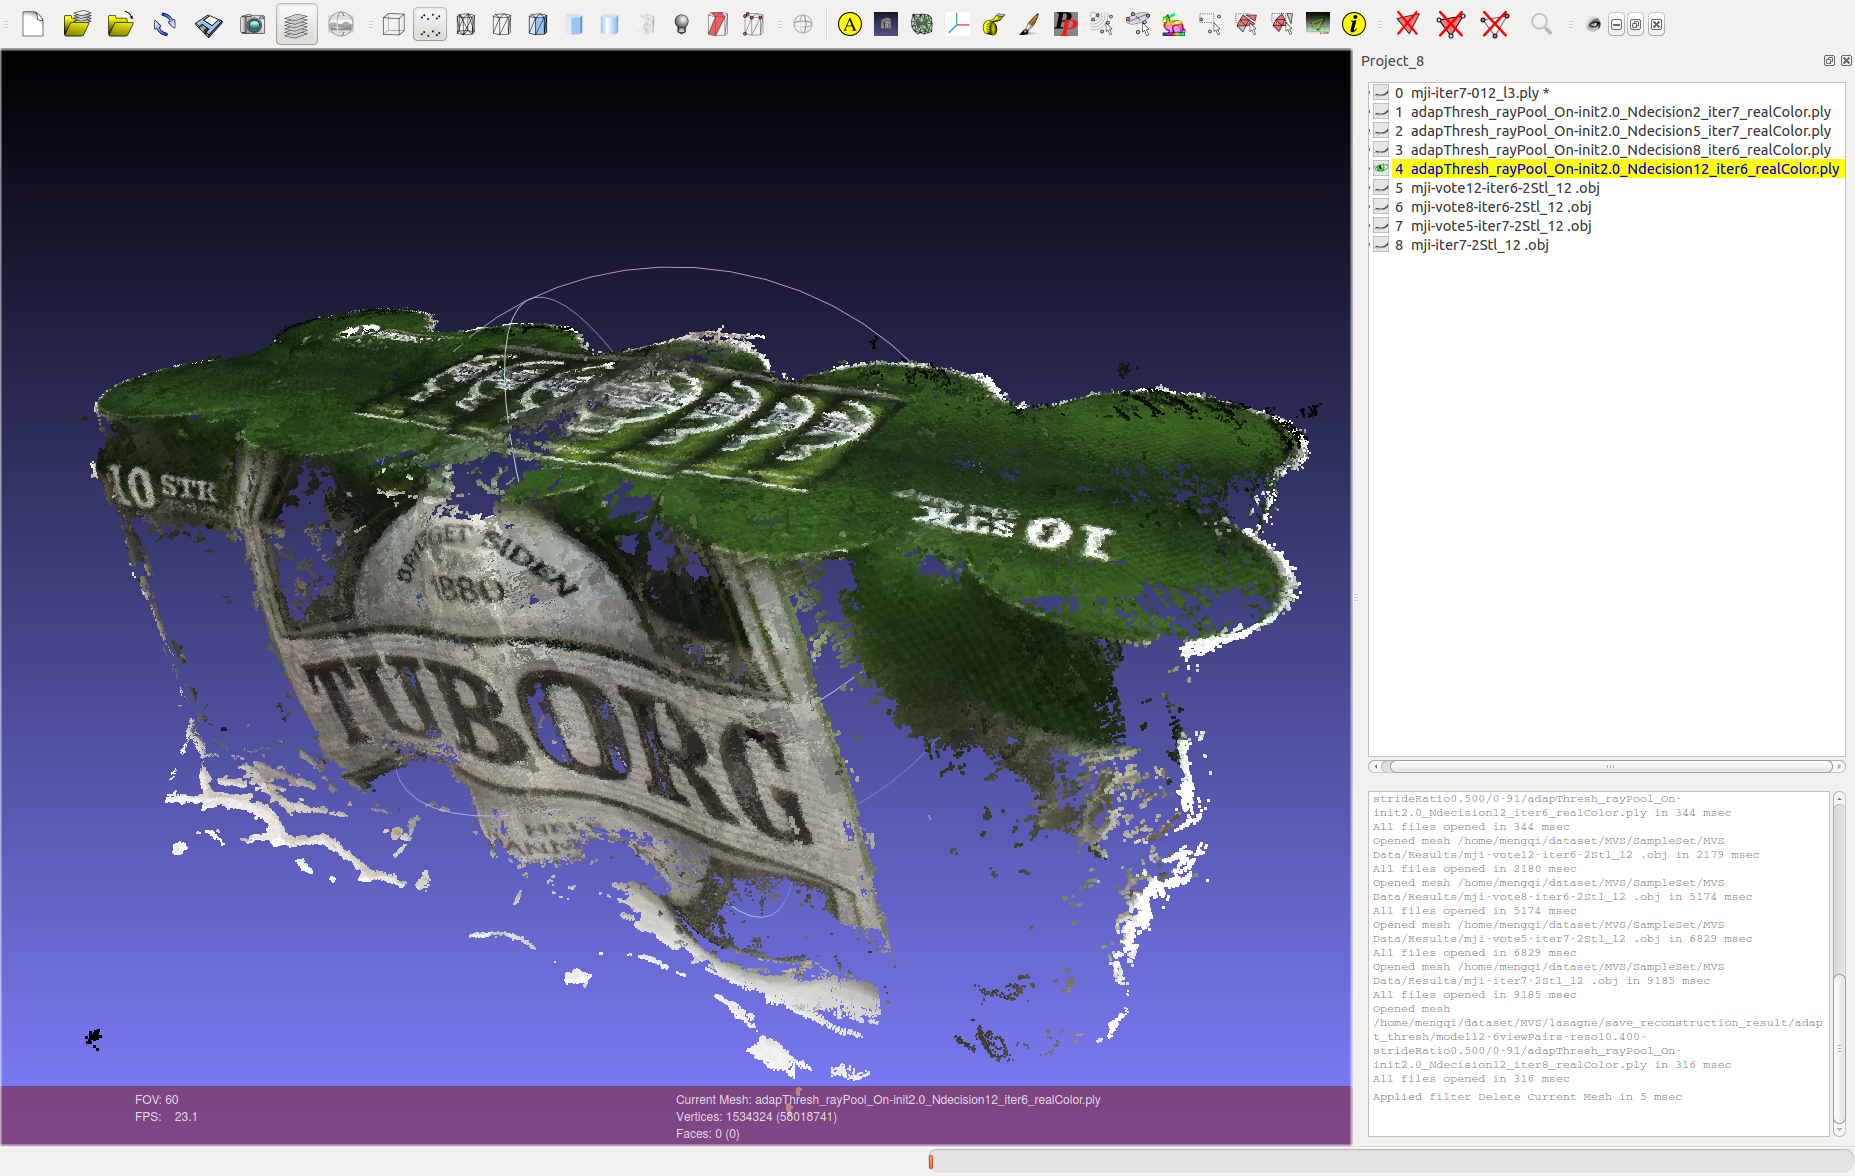 Project_8
0 mji-iter7-012_l3.ply *
1 adapThresh_rayPool_On-init2.0_Ndecision2_iter7_realColor.ply
2 adapThresh_rayPool_On-init2.0_Ndecision5_iter7_realColor.ply
3 adapThresh_rayPool_On-init2.0_Ndecision8_iter6_realColor.ply
4 adapThresh_rayPool_On-init2.0_Ndecision12_iter6_realColor.ply
5 mji-vote12-iter6-2Stl_12 .obj
6 mji-vote8-iter6-2Stl_12 .obj
7 mji-vote5-iter7-2Stl_12 .obj
8 mji-iter7-2Stl_12 .obj
10 STK
10 STK
SIDEN
1880
TUBORG
strideRatio0.500/0-91/adapThresh_rayPool_On-
init2.0_Ndecision12_iter6_realColor.ply in 344 msec
All files opened in 344 msec
Opened mesh /home/mengqi/dataset/MVS/SampleSet/MVS
Data/Results/mji-vote12-iter6-2Stl_12 .obj in 2179 msec
All files opened in 2180 msec
Opened mesh /home/mengqi/dataset/MVS/SampleSet/MVS
Data/Results/mji-vote8-iter6-2Stl_12 .obj in 5174 msec
All files opened in 5174 msec
Opened mesh /home/mengqi/dataset/MVS/SampleSet/MVS
Data/Results/mji-vote5-iter7-2Stl_12 .obj in 6829 msec
All files opened in 6829 msec
Opened mesh /home/mengqi/dataset/MVS/SampleSet/MVS
Data/Results/mji-iter7-2Stl_12 .obj in 9185 msec
All files opened in 9185 msec
Opened mesh
/home/mengqi/dataset/MVS/lasagne/save_reconstruction_result/adap
t_thresh/model12-6viewPairs-resol0.400-
strideRatio0.500/0-91/adapThresh_rayPool_On-
init2.0_Ndecision12_iter8_realColor.ply in 316 msec
All files opened in 316 msec
Applied filter Delete Current Mesh in 5 msec
FOV: 60
FPS: 23.1
Current Mesh: adapThresh_rayPool_On-init2.0_Ndecision12_iter6_realColor.ply
Vertices: 1534324 (58018741)
Faces: 0 (0)